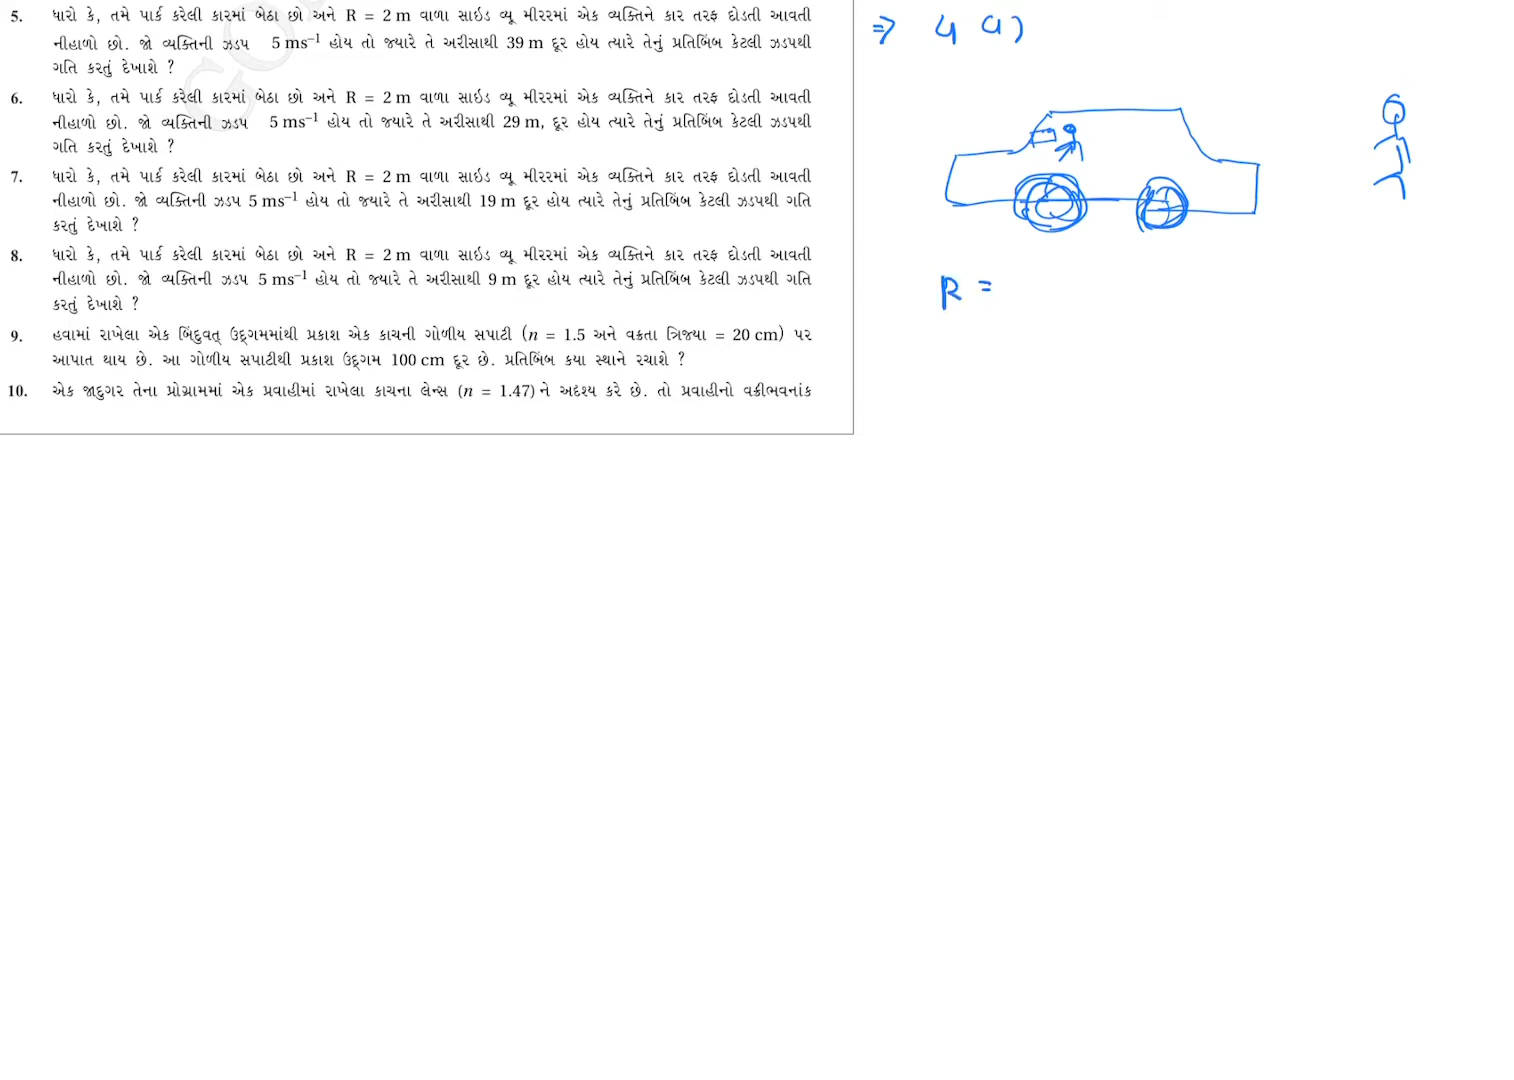 5. ધારો કે, તમે પાર્ક કરેલી કારમાં બેઠા છો અને R = 2 m વાળા સાઇડ વ્યૂ મીરરમાં એક વ્યક્તિને કાર તરફ દોડતી આવતી
નીહાળો છો. જો વ્યક્તિની ઝડપ 5 ms⁻¹ હોય તો જ્યારે તે અરીસાથી 39 m દૂર હોય ત્યારે તેનું પ્રતિબિંબ કેટલી ઝડપથી
ગતિ કરતું દેખાશે ?
6. ધારો કે, તમે પાર્ક કરેલી કારમાં બેઠા છો અને R = 2 m વાળા સાઇડ વ્યૂ મીરરમાં એક વ્યક્તિને કાર તરફ દોડતી આવતી
નીહાળો છો. જો વ્યક્તિની ઝડપ 5 ms⁻¹ હોય તો જ્યારે તે અરીસાથી 29 m, દૂર હોય ત્યારે તેનું પ્રતિબિંબ કેટલી ઝડપથી
ગતિ કરતું દેખાશે ?
7. ધારો કે, તમે પાર્ક કરેલી કારમાં બેઠા છો અને R = 2 m વાળા સાઇડ વ્યૂ મીરરમાં એક વ્યક્તિને કાર તરફ દોડતી આવતી
નીહાળો છો. જો વ્યક્તિની ઝડપ 5 ms⁻¹ હોય તો જ્યારે તે અરીસાથી 19 m દૂર હોય ત્યારે તેનું પ્રતિબિંબ કેટલી ઝડપથી ગતિ
કરતું દેખાશે ?
8. ધારો કે, તમે પાર્ક કરેલી કારમાં બેઠા છો અને R = 2 m વાળા સાઇડ વ્યૂ મીરરમાં એક વ્યક્તિને કાર તરફ દોડતી આવતી
નીહાળો છો. જો વ્યક્તિની ઝડપ 5 ms⁻¹ હોય તો જ્યારે તે અરીસાથી 9 m દૂર હોય ત્યારે તેનું પ્રતિબિંબ કેટલી ઝડપથી ગતિ
કરતું દેખાશે ?
9. હવામાં રાખેલા એક બિંદુવત્ ઉદ્ગમમાંથી પ્રકાશ એક કાચની ગોળીય સપાટી (n = 1.5 અને વક્રતા ત્રિજ્યા = 20 cm) પર
આપાત થાય છે. આ ગોળીય સપાટીથી પ્રકાશ ઉદ્ગમ 100 cm દૂર છે. પ્રતિબિંબ કયા સ્થાને રચાશે ?
10. એક જાદુગર તેના પ્રોગ્રામમાં એક પ્રવાહીમાં રાખેલા કાચના લેન્સ (n = 1.47) ને અદૃશ્ય કરે છે. તો પ્રવાહીનો વક્રીભવનાંક
⇒
R =